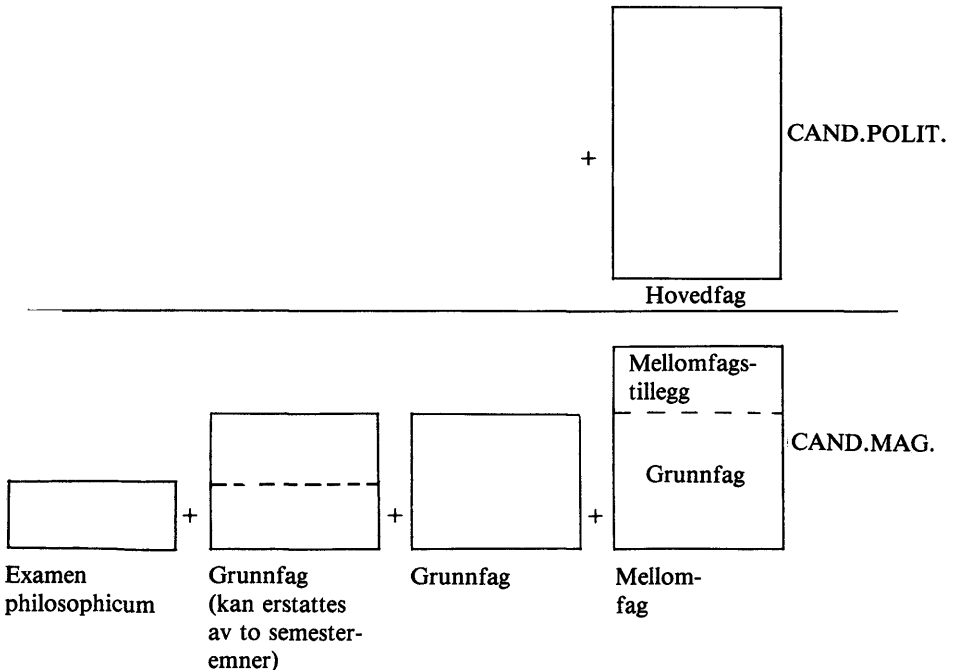 CAND.POLIT.
+
Hovedfag
Mellomfags-
tillegg
CAND.MAG.
Grunnfag
+
+
+
Examen
philosophicum
Grunnfag
(kan erstattes
av to semester-
emner)
Grunnfag
Mellom-
fag